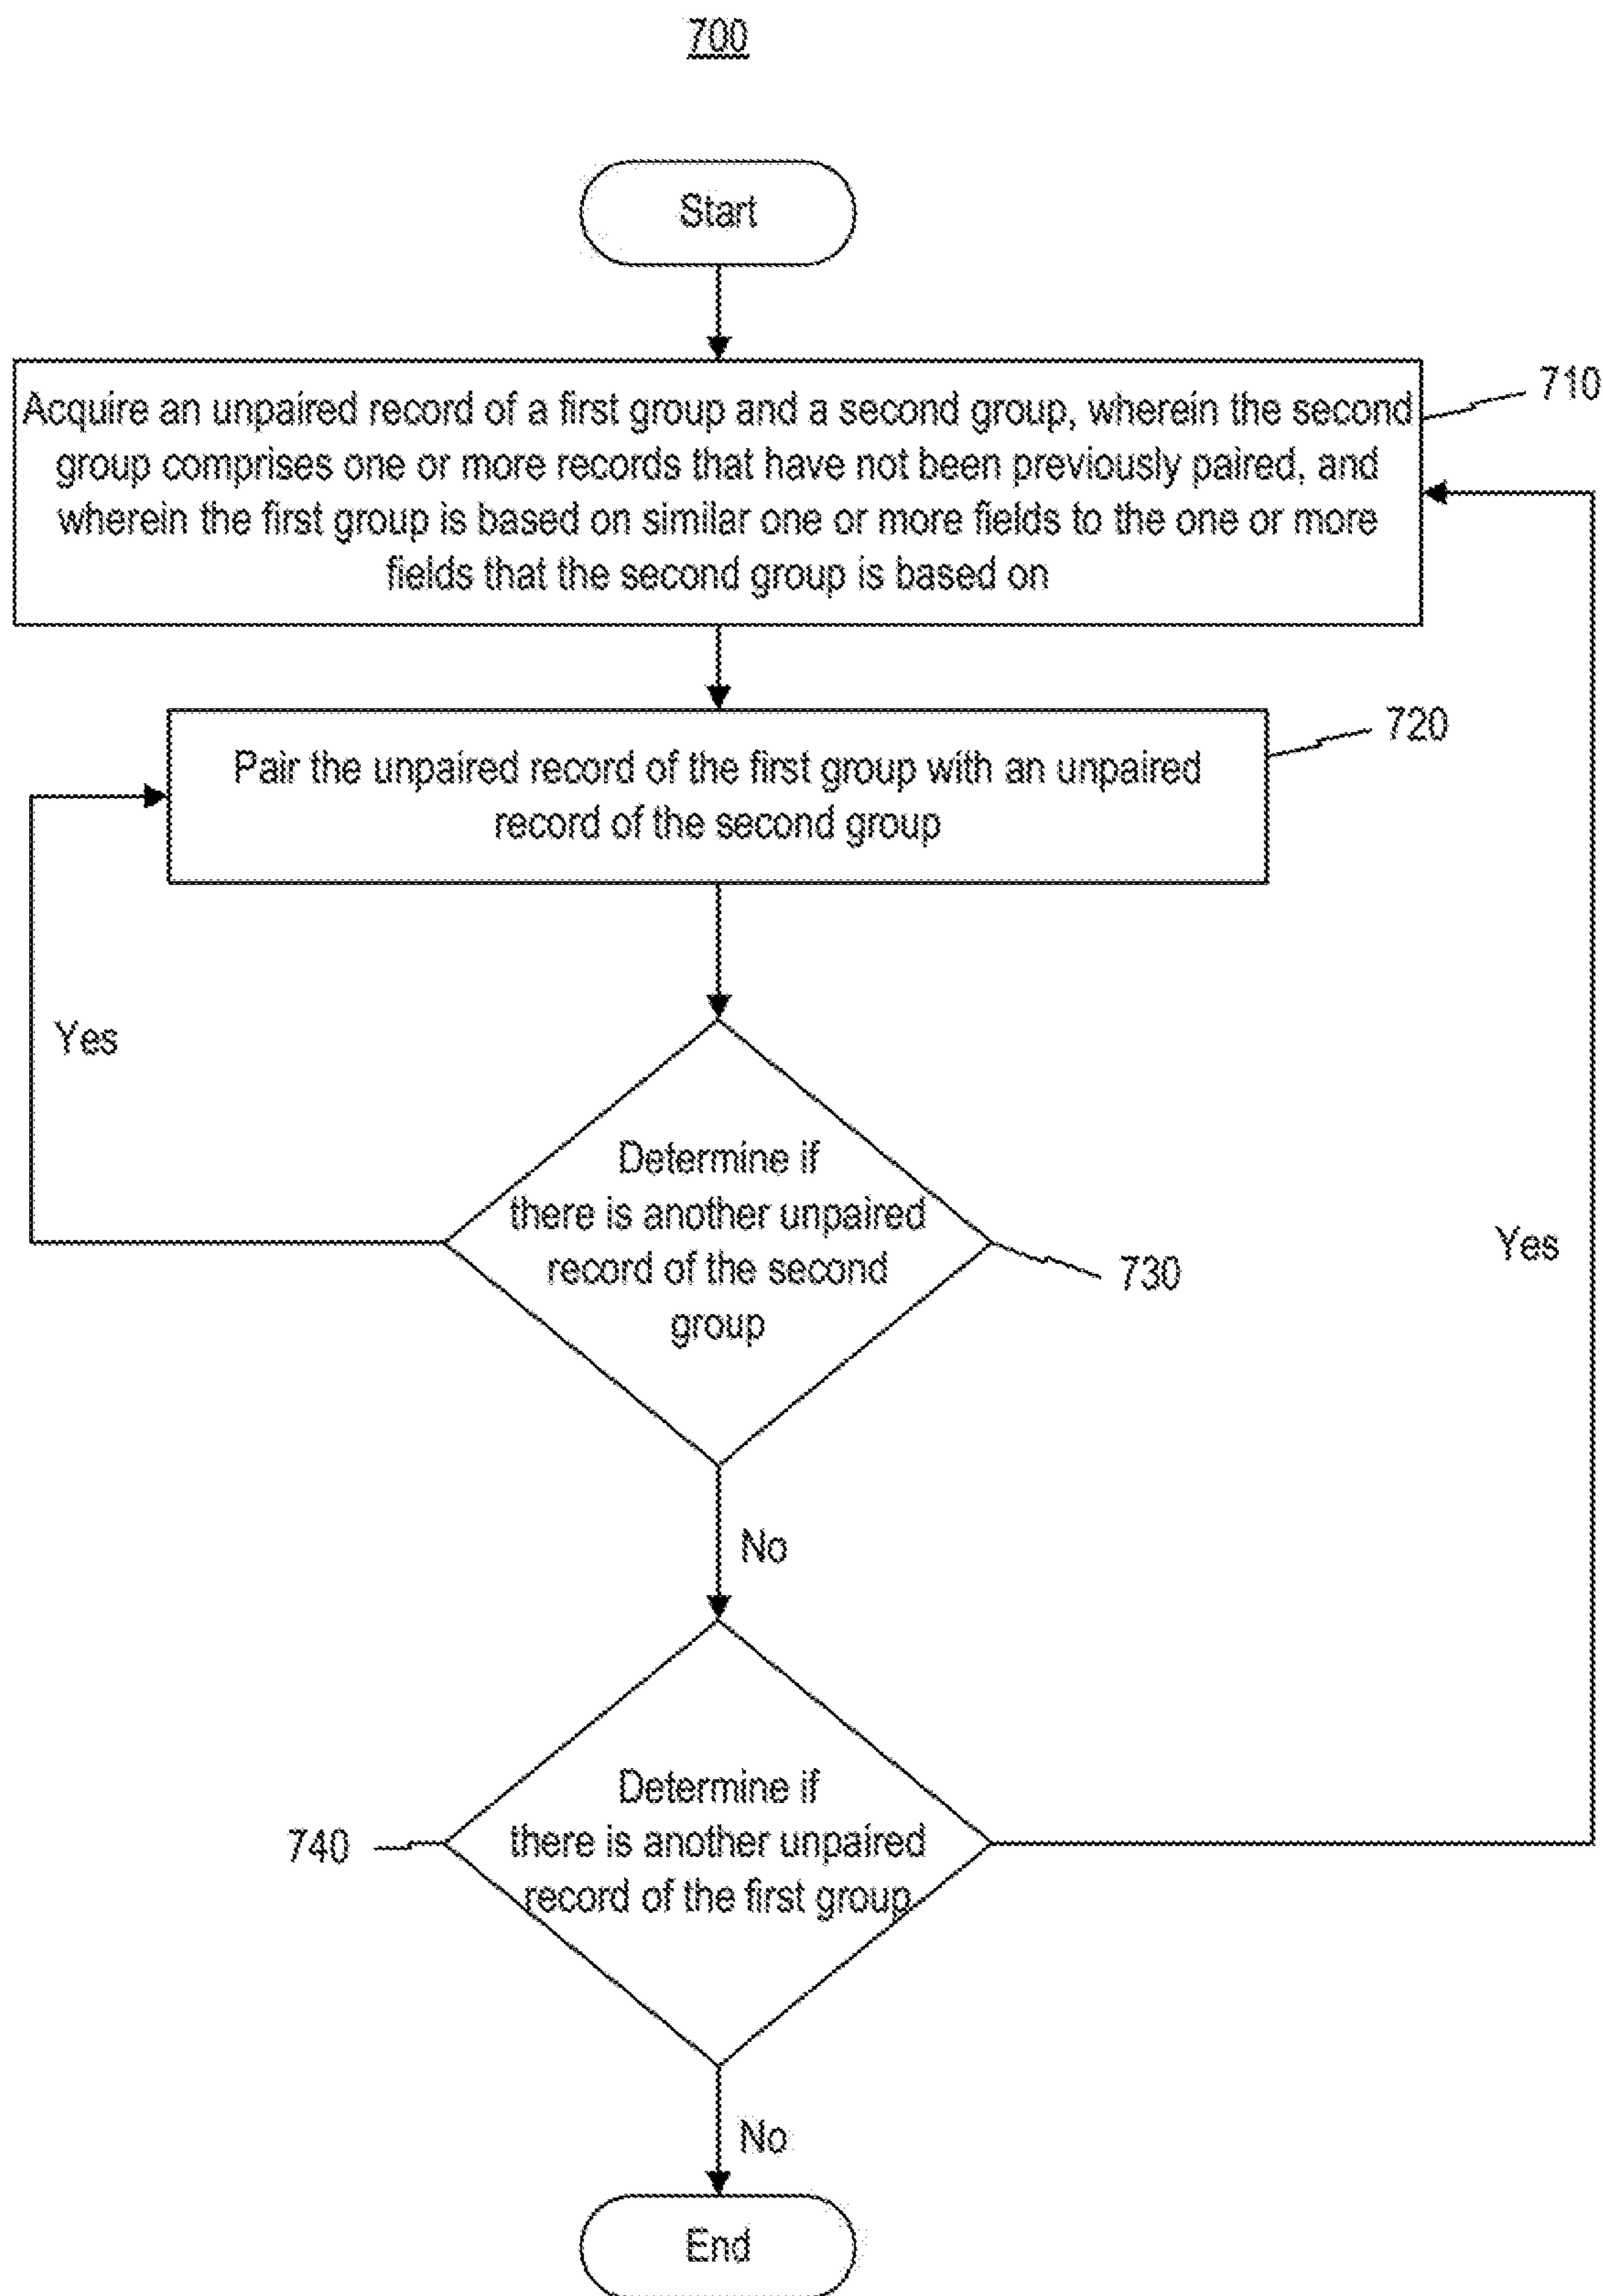 700
Start
710
Acquire an unpaired record of a first group and a second group, wherein the second
group comprises one or more records that have not been previously paired, and
wherein the first group is based on similar one or more fields to the one or more
fields that the second group is based on
720
Pair the unpaired record of the first group with an unpaired
record of the second group
Yes
Determine if
there is another unpaired
record of the second
group
730
Yes
No
Determine if
there is another unpaired
record of the first group
740
No
End